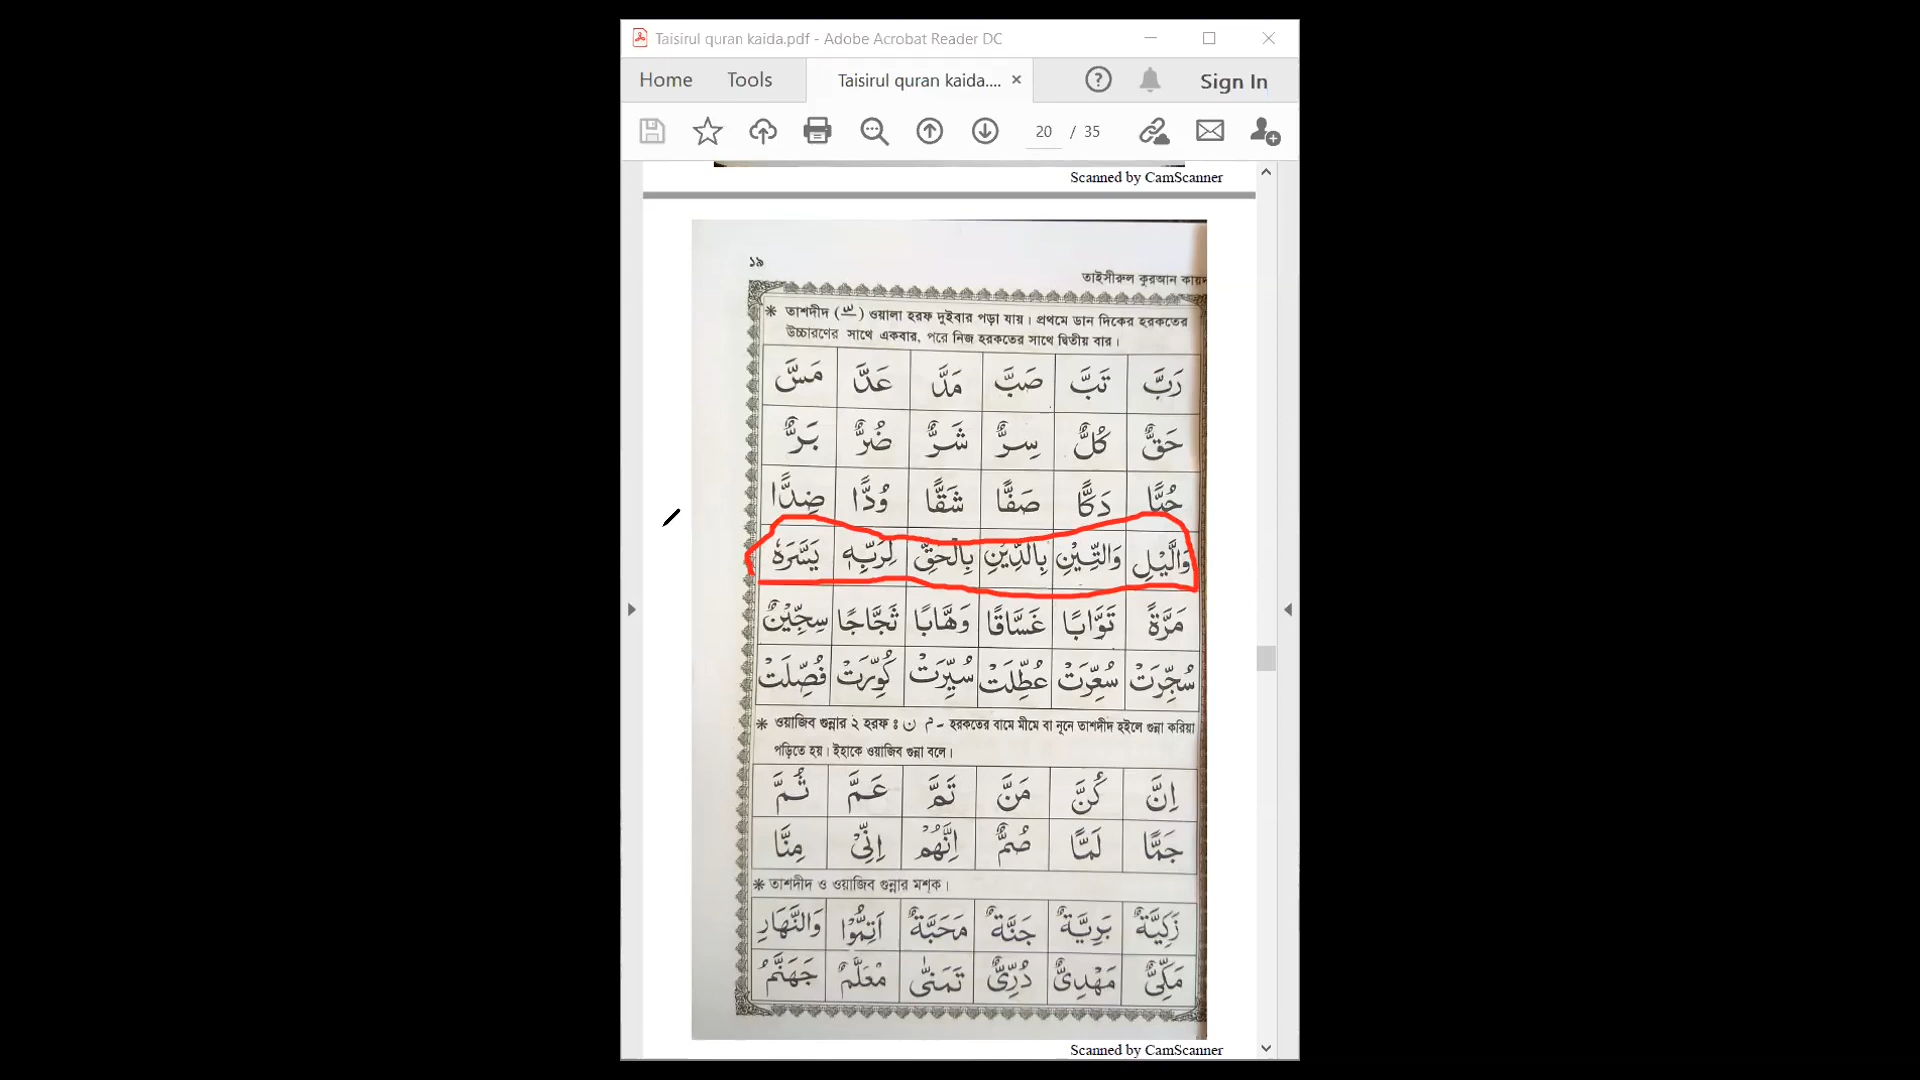 Taisirul quran kaida.pdf - Adobe Acrobat Reader DC
Home Tools Taisirul quran kaida.... Sign In
20 / 35
Scanned by CamScanner
১৯
তাইসীরুল কুরআন কায়দ
* তাশদীদ ( ّ ) ওয়ালা হরফ দুইবার পড়া যায়। প্রথমে ডান দিকের হরকতের
উচ্চারণের সাথে একবার, পরে নিজ হরকতের সাথে দ্বিতীয় বার।
رَبَّ تَبَّ صَبَّ مَدَّ عَدَّ مَسَّ
حَقٌّ كُلٌّ سِرٌّ شَرٌّ ضُرٌّ بَرٌّ
حُبًّا دَكًّا صَفًّا شَقًّا وُدًّا ضِدًّا
وَالَّيْلِ وَالتِّيْنِ بِالدِّيْنِ بِالْحَقِّ لِرَبِّهٖ يَسَّرَهٗ
مَرَّةً تَوَّابًا غَسَّاقًا وَهَّابًا ثَجَّاجًا سِجِّيْنٌ
سُجِّرَتْ سُعِّرَتْ عُطِّلَتْ سُيِّرَتْ كُوِّرَتْ فُصِّلَتْ
* ওয়াজিব গুন্নার ২ হরফ ঃ ن م - হরকতের বামে মীমে বা নূনে তাশদীদ হইলে গুন্না করিয়া
পড়িতে হয়। ইহাকে ওয়াজিব গুন্না বলে।
اِنَّ كُنَّ مَنَّ تَمَّ عَمَّ ثُمَّ
جَمًّا لَمًّا صُمٌّ اِنَّهُمْ اِنِّىْ مِنَّا
* তাশদীদ ও ওয়াজিব গুন্নার মশ্ক।
زَكِيَّةٌ بَرِيَّةٌ جَنَّةٌ مَحَبَّةٌ اَتِمُّوْا وَالنَّهَارِ
مَكِّىٌّ مَهْدِىٌّ دُرِّىٌّ تَمَنّٰى مُعَلَّمٌ جَهَنَّمُ
Scanned by CamScanner